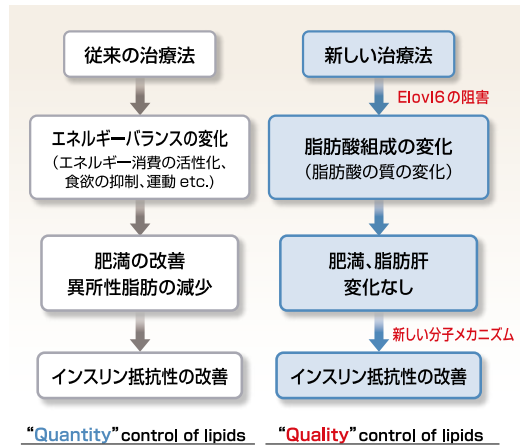 従来の治療法
エネルギーバランスの変化
（エネルギー消費の活性化、
食欲の抑制、運動 etc.）
肥満の改善
異所性脂肪の減少
インスリン抵抗性の改善
“Quantity” control of lipids
新しい治療法
Elovl6の阻害
脂肪酸組成の変化
（脂肪酸の質の変化）
肥満、脂肪肝
変化なし
新しい分子メカニズム
インスリン抵抗性の改善
“Quality” control of lipids